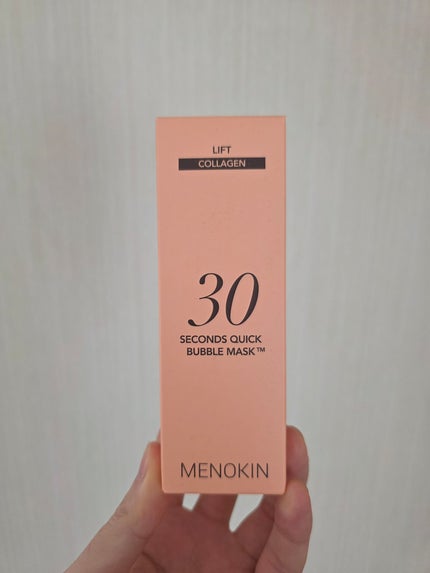 LIFT
COLLAGEN
30
SECONDS QUICK
BUBBLE MASK™
MENOKIN